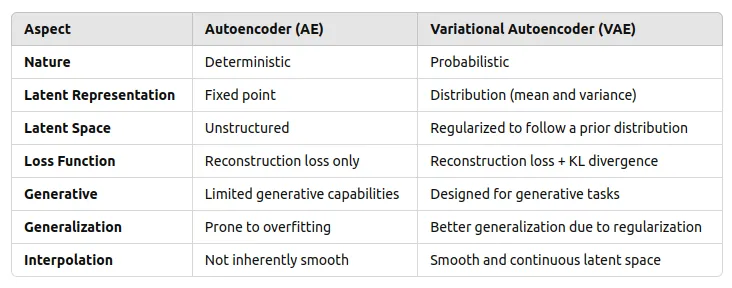 Aspect Autoencoder (AE) Variational Autoencoder (VAE)
Nature Deterministic Probabilistic
Latent Representation Fixed point Distribution (mean and variance)
Latent Space Unstructured Regularized to follow a prior distribution
Loss Function Reconstruction loss only Reconstruction loss + KL divergence
Generative Limited generative capabilities Designed for generative tasks
Generalization Prone to overfitting Better generalization due to regularization
Interpolation Not inherently smooth Smooth and continuous latent space